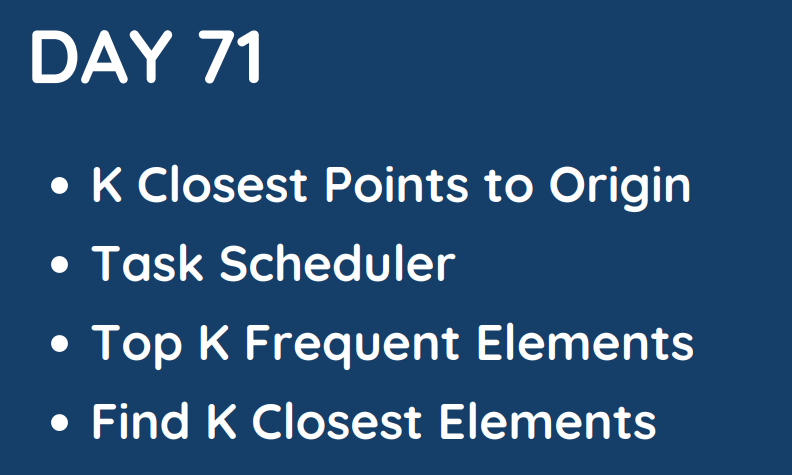 DAY 71
• K Closest Points to Origin
• Task Scheduler
• Top K Frequent Elements
• Find K Closest Elements